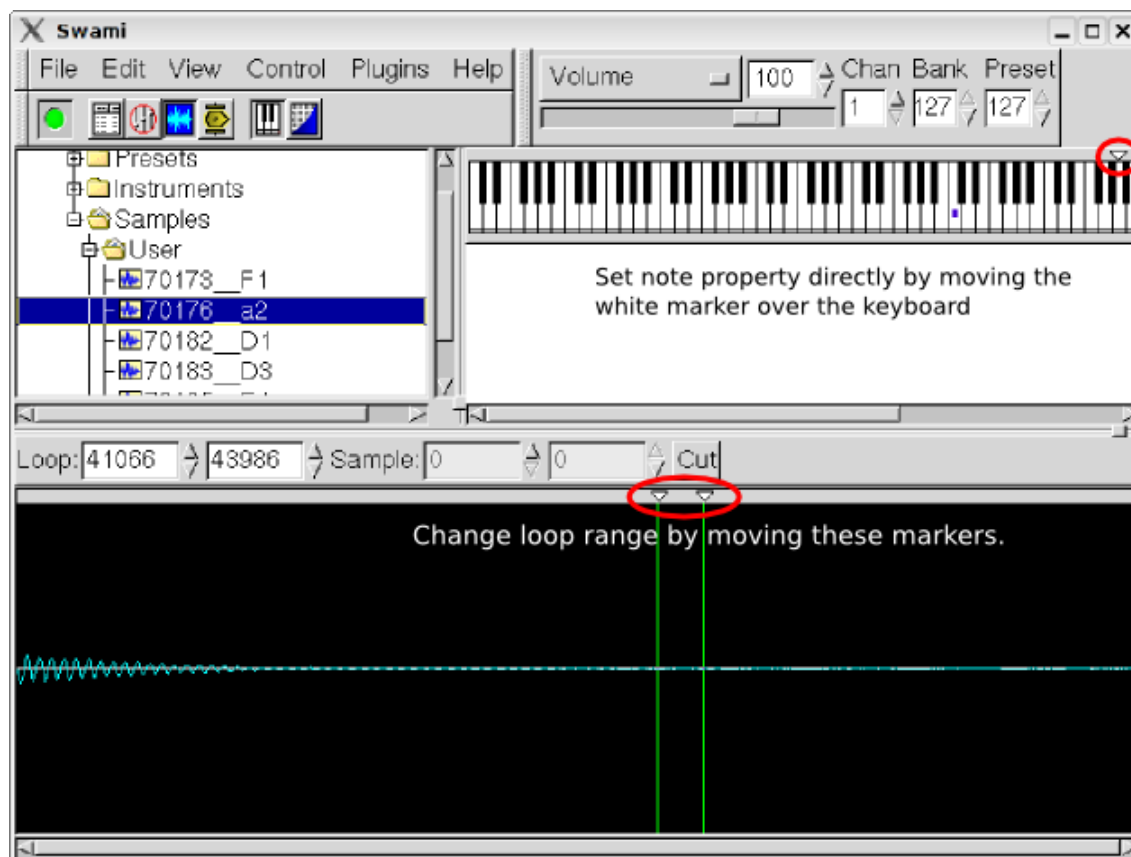 Swami
File Edit View Control Plugins Help
Volume 100 Chan Bank Preset
1 127 127
Presets
Instruments
Samples
User
70173__F1
70176__a2
70182__D1
70183__D3
Set note property directly by moving the
white marker over the keyboard
Loop: 41066 43986 Sample: 0 0 Cut
Change loop range by moving these markers.